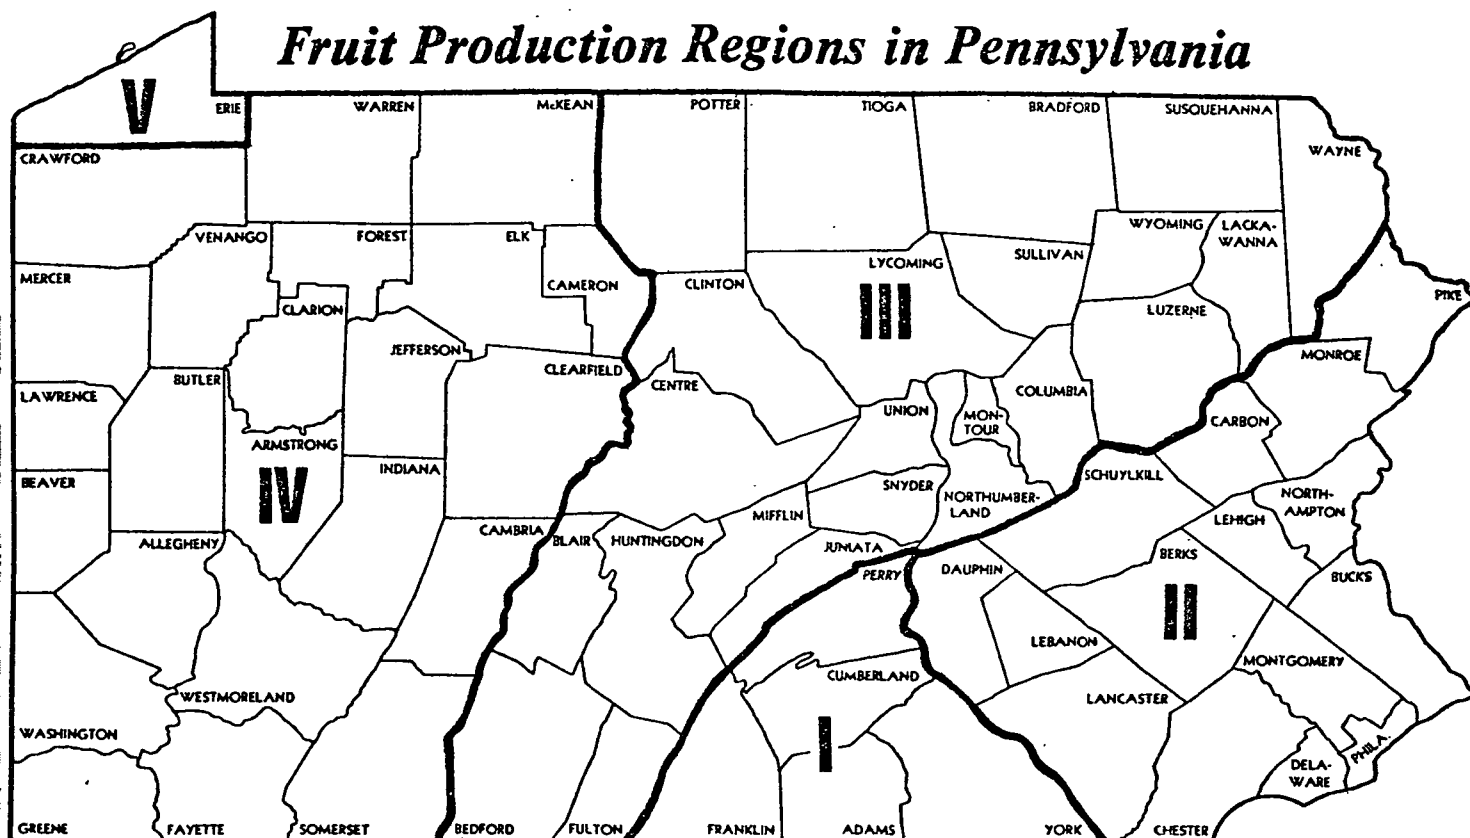 Fruit Production Regions in Pennsylvania
V
ERIE
WARREN
McKEAN
POTTER
TIOGA
BRADFORD
SUSQUEHANNA
WAYNE
CRAWFORD
VENANGO
FOREST
ELK
CAMERON
CLINTON
LYCOMING
SULLIVAN
WYOMING
LACKA-
WANNA
PIKE
MERCER
CLARION
JEFFERSON
CLEARFIELD
CENTRE
III
LUZERNE
MONROE
LAWRENCE
BUTLER
ARMSTRONG
UNION
MON-
TOUR
COLUMBIA
CARBON
BEAVER
IV
INDIANA
SNYDER
NORTHUMBER-
LAND
SCHUYLKILL
LEHIGH
NORTH-
AMPTON
ALLEGHENY
CAMBRIA
BLAIR
HUNTINGDON
MIFFLIN
JUNIATA
PERRY
DAUPHIN
BERKS
BUCKS
II
LEBANON
WASHINGTON
WESTMORELAND
CUMBERLAND
LANCASTER
MONTGOMERY
I
DELA-
WARE
PHILA.
GREENE
FAYETTE
SOMERSET
BEDFORD
FULTON
FRANKLIN
ADAMS
YORK
CHESTER